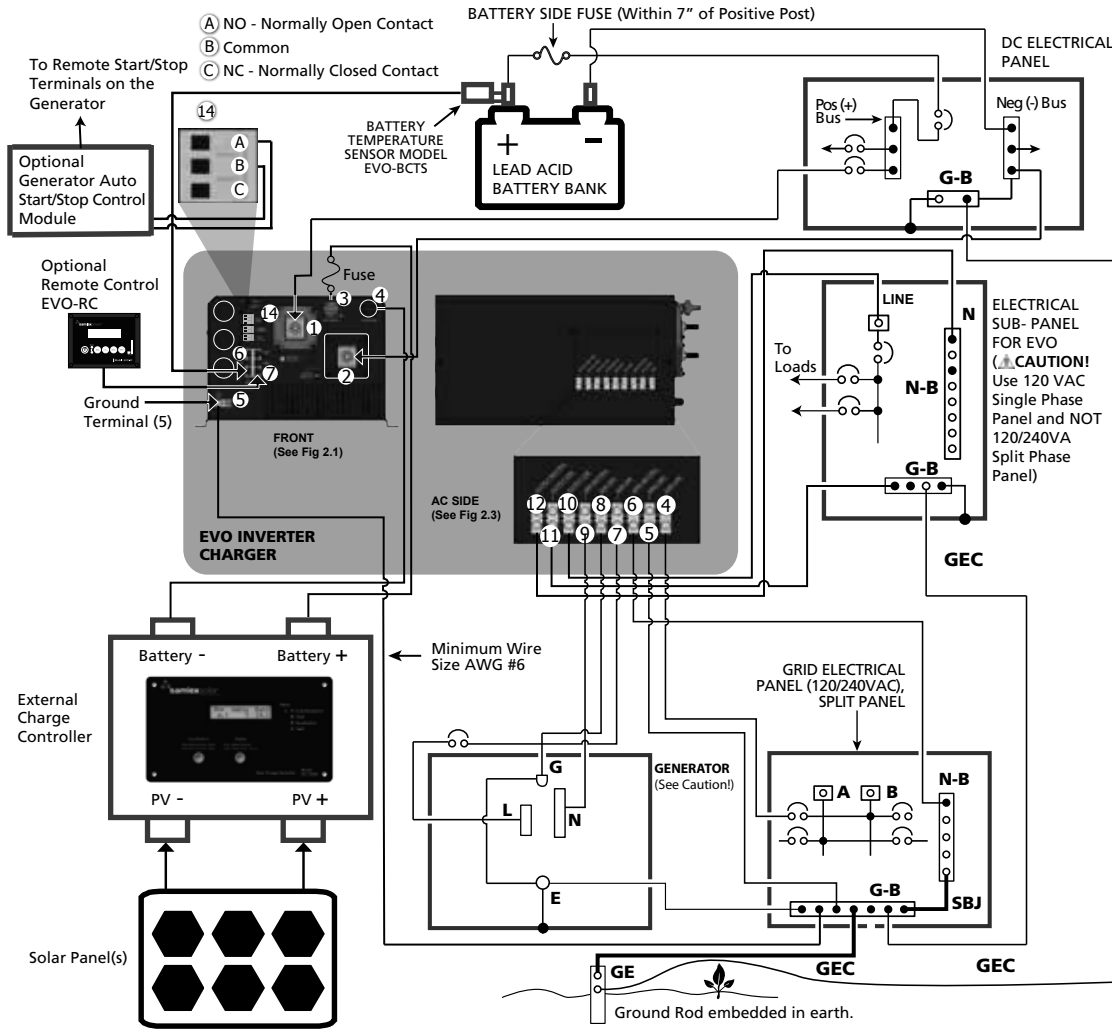 A NO - Normally Open Contact
B Common
C NC - Normally Closed Contact
BATTERY SIDE FUSE (Within 7” of Positive Post)
DC ELECTRICAL
PANEL
To Remote Start/Stop
Terminals on the
Generator
14
A
B
C
Optional
Generator Auto
Start/Stop Control
Module
BATTERY
TEMPERATURE
SENSOR MODEL
EVO-BCTS
+
−
LEAD ACID
BATTERY BANK
Pos (+)
Bus
Neg (-) Bus
G-B
Optional
Remote Control
EVO-RC
Fuse
3
4
14
1
2
6
7
5
Ground
Terminal (5)
FRONT
(See Fig 2.1)
LINE
N
To
Loads
N-B
G-B
ELECTRICAL
SUB- PANEL
FOR EVO
(CAUTION!
Use 120 VAC
Single Phase
Panel and NOT
120/240VA
Split Phase
Panel)
AC SIDE
(See Fig 2.3)
12
10
8
6
4
11
9
7
5
EVO INVERTER
CHARGER
GEC
Battery -
Battery +
Minimum Wire
Size AWG #6
External
Charge
Controller
samlexsolar
PV -
PV +
GRID ELECTRICAL
PANEL (120/240VAC),
SPLIT PANEL
GENERATOR
(See Caution!)
G
L
N
E
A
B
N-B
G-B
SBJ
Solar Panel(s)
GE
GEC
GEC
Ground Rod embedded in earth.